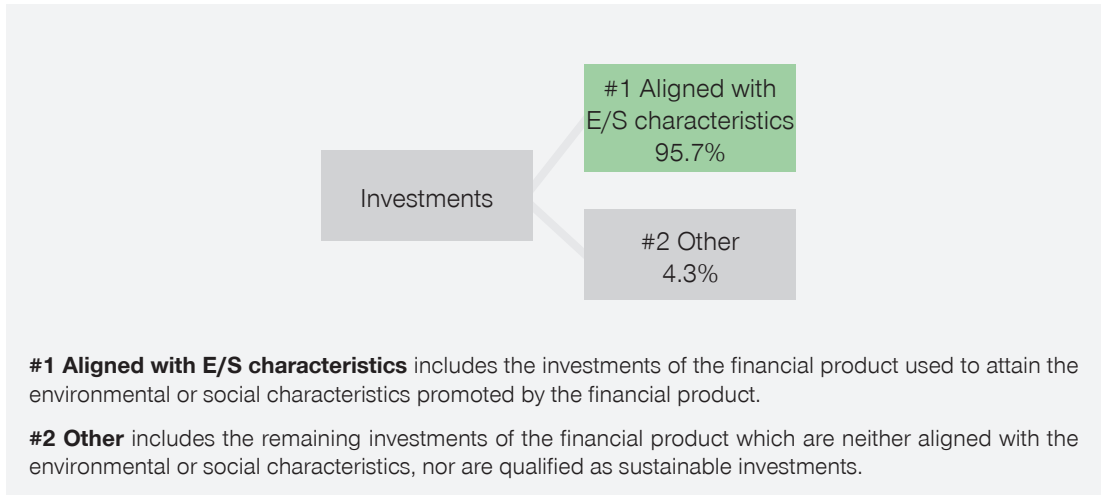 #1 Aligned with
E/S characteristics
95.7%
Investments
#2 Other
4.3%
#1 Aligned with E/S characteristics includes the investments of the financial product used to attain the
environmental or social characteristics promoted by the financial product.
#2 Other includes the remaining investments of the financial product which are neither aligned with the
environmental or social characteristics, nor are qualified as sustainable investments.